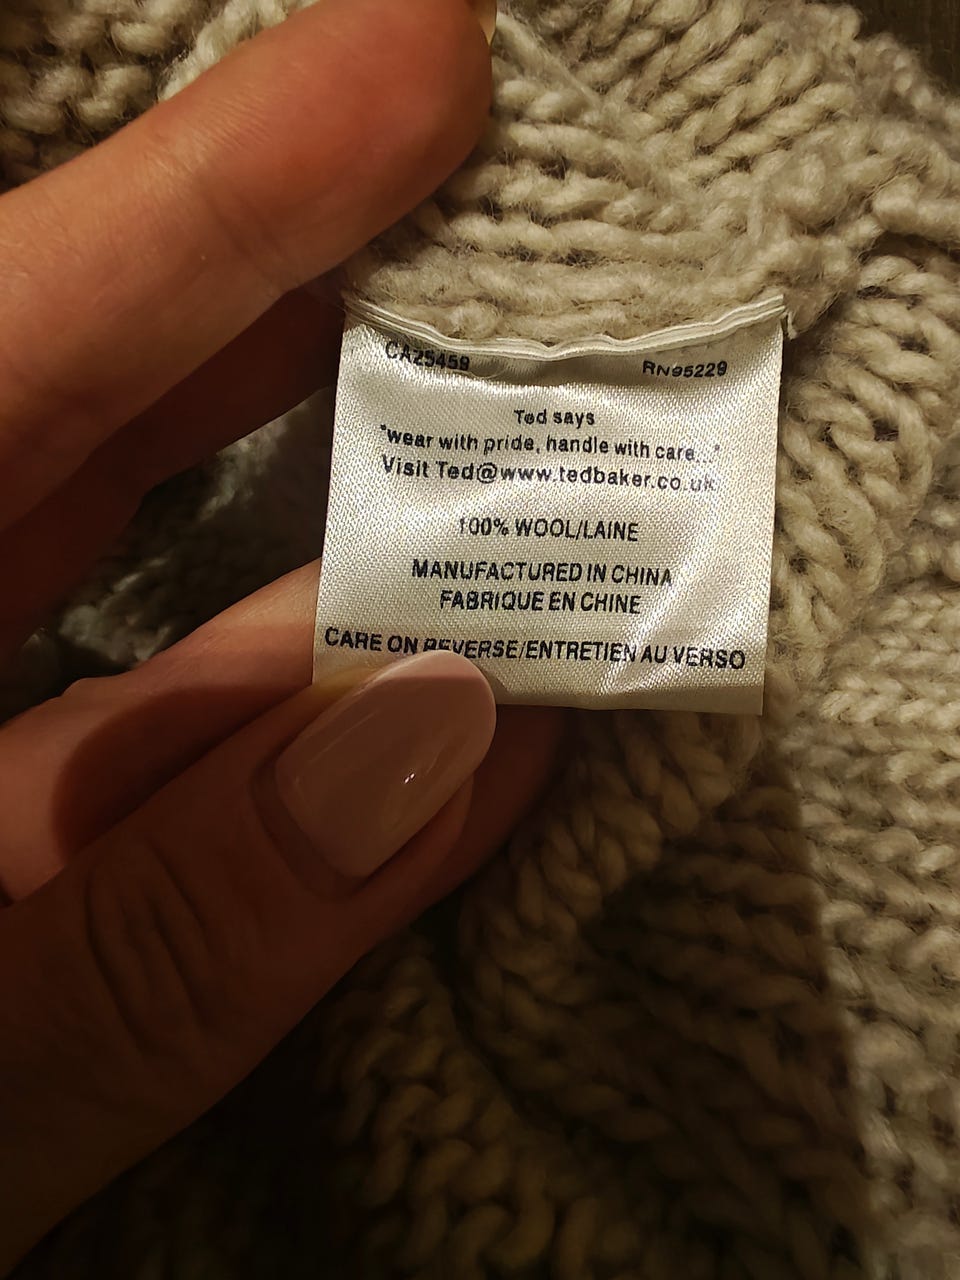 CA25459 RN95229
Ted says
"wear with pride, handle with care..."
Visit Ted@www.tedbaker.co.uk
100% WOOL/LAINE
MANUFACTURED IN CHINA
FABRIQUE EN CHINE
CARE ON REVERSE/ENTRETIEN AU VERSO